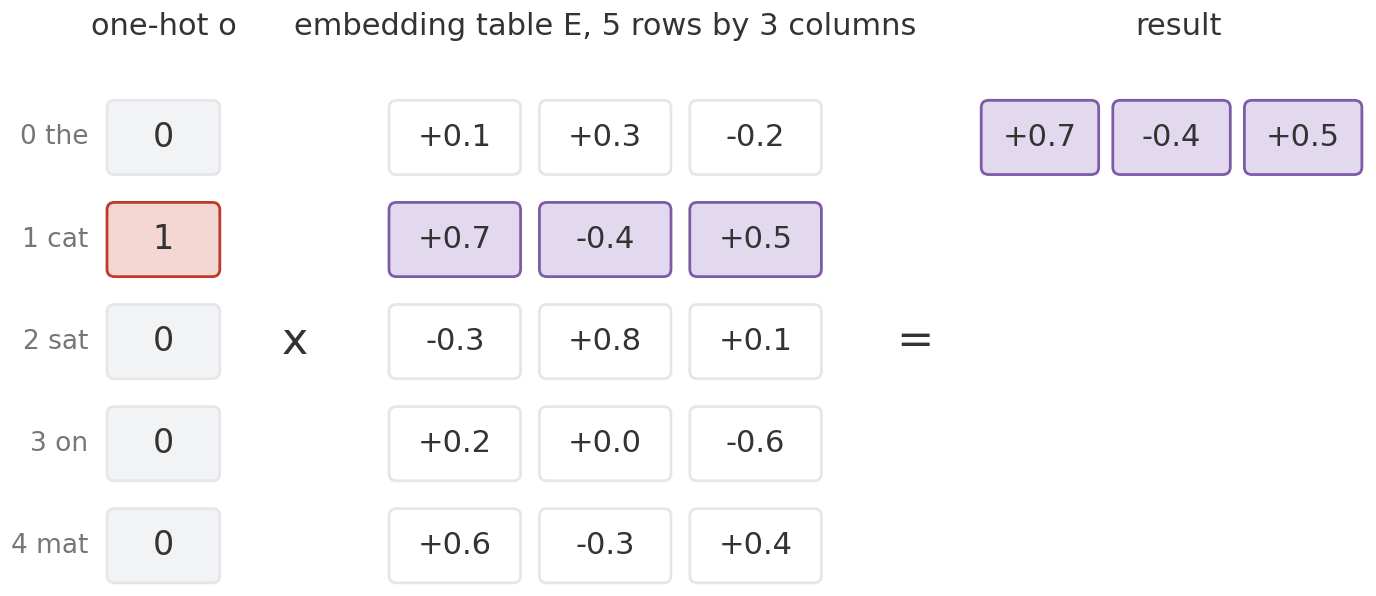 one-hot o embedding table E, 5 rows by 3 columns result
0 the 0 +0.1 +0.3 -0.2 +0.7 -0.4 +0.5
1 cat 1 +0.7 -0.4 +0.5
2 sat 0 x -0.3 +0.8 +0.1 =
3 on 0 +0.2 +0.0 -0.6
4 mat 0 +0.6 -0.3 +0.4